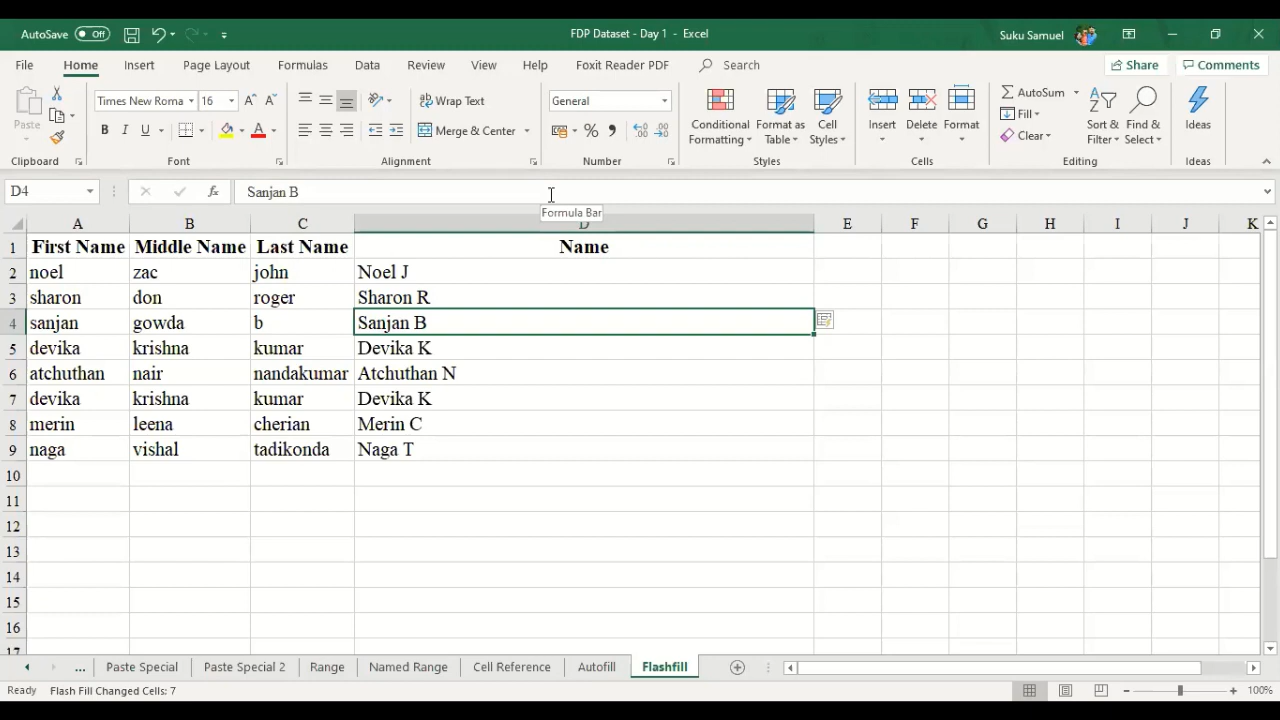 AutoSave Off FDP Dataset - Day 1 - Excel Suku Samuel
File Home Insert Page Layout Formulas Data Review View Help Foxit Reader PDF Search Share Comments
Times New Roma 16 A A Wrap Text General AutoSum
Paste B I U A Merge & Center % Conditional Formatting Format as Table Cell Styles Insert Delete Format Fill Clear Sort & Filter Find & Select Ideas
Clipboard Font Alignment Number Styles Cells Editing Ideas
D4 fx Sanjan B
Formula Bar
A B C D E F G H I J K
1 First Name Middle Name Last Name Name
2 noel zac john Noel J
3 sharon don roger Sharon R
4 sanjan gowda b Sanjan B
5 devika krishna kumar Devika K
6 atchuthan nair nandakumar Atchuthan N
7 devika krishna kumar Devika K
8 merin leena cherian Merin C
9 naga vishal tadikonda Naga T
10
11
12
13
14
15
16
17
... Paste Special Paste Special 2 Range Named Range Cell Reference Autofill Flashfill
Ready Flash Fill Changed Cells: 7 100%